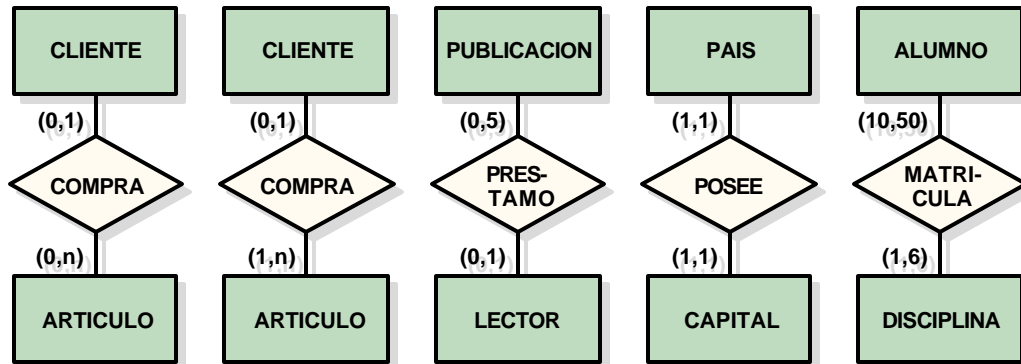 CLIENTE CLIENTE PUBLICACION PAIS ALUMNO
(0,1) (0,1) (0,5) (1,1) (10,50)
COMPRA COMPRA PRES-
TAMO POSEE MATRI-
CULA
(0,n) (1,n) (0,1) (1,1) (1,6)
ARTICULO ARTICULO LECTOR CAPITAL DISCIPLINA